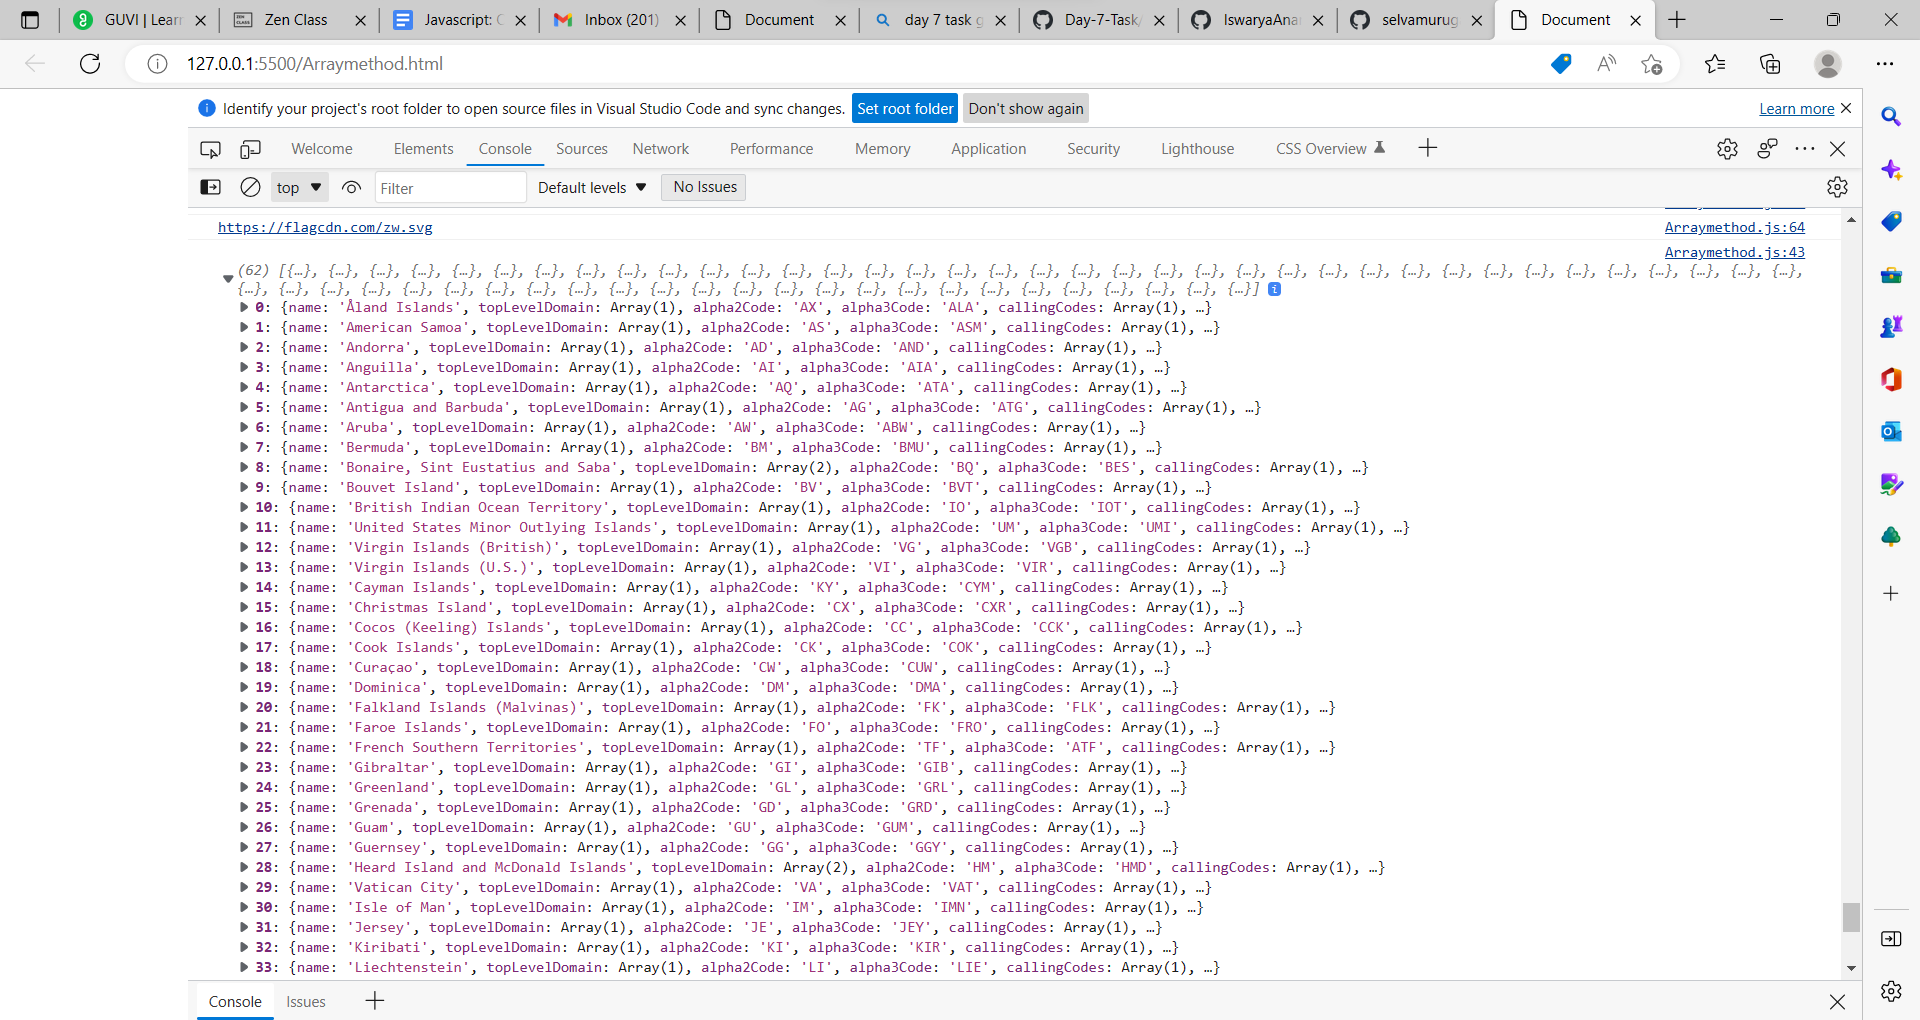 GUVI | Learn
Zen Class
Javascript: C
Inbox (201)
Document
day 7 task g
Day-7-Task/
IswaryaAnan
selvamurug
Document
127.0.0.1:5500/Arraymethod.html
Identify your project's root folder to open source files in Visual Studio Code and sync changes. Set root folder Don't show again Learn more
Welcome Elements Console Sources Network Performance Memory Application Security Lighthouse CSS Overview
top Filter Default levels No Issues
https://flagcdn.com/zw.svg Arraymethod.js:64
Arraymethod.js:43
(62) [{…}, {…}, {…}, {…}, {…}, {…}, {…}, {…}, {…}, {…}, {…}, {…}, {…}, {…}, {…}, {…}, {…}, {…}, {…}, {…}, {…}, {…}, {…}, {…}, {…}, {…}, {…}, {…}, {…}, {…}, {…}, {…}, {…}, {…}, {…}, {…}, {…},
{…}, {…}, {…}, {…}, {…}, {…}, {…}, {…}, {…}, {…}, {…}, {…}, {…}, {…}, {…}, {…}, {…}, {…}, {…}, {…}, {…}, {…}, {…}]
0: {name: 'Åland Islands', topLevelDomain: Array(1), alpha2Code: 'AX', alpha3Code: 'ALA', callingCodes: Array(1), …}
1: {name: 'American Samoa', topLevelDomain: Array(1), alpha2Code: 'AS', alpha3Code: 'ASM', callingCodes: Array(1), …}
2: {name: 'Andorra', topLevelDomain: Array(1), alpha2Code: 'AD', alpha3Code: 'AND', callingCodes: Array(1), …}
3: {name: 'Anguilla', topLevelDomain: Array(1), alpha2Code: 'AI', alpha3Code: 'AIA', callingCodes: Array(1), …}
4: {name: 'Antarctica', topLevelDomain: Array(1), alpha2Code: 'AQ', alpha3Code: 'ATA', callingCodes: Array(1), …}
5: {name: 'Antigua and Barbuda', topLevelDomain: Array(1), alpha2Code: 'AG', alpha3Code: 'ATG', callingCodes: Array(1), …}
6: {name: 'Aruba', topLevelDomain: Array(1), alpha2Code: 'AW', alpha3Code: 'ABW', callingCodes: Array(1), …}
7: {name: 'Bermuda', topLevelDomain: Array(1), alpha2Code: 'BM', alpha3Code: 'BMU', callingCodes: Array(1), …}
8: {name: 'Bonaire, Sint Eustatius and Saba', topLevelDomain: Array(2), alpha2Code: 'BQ', alpha3Code: 'BES', callingCodes: Array(1), …}
9: {name: 'Bouvet Island', topLevelDomain: Array(1), alpha2Code: 'BV', alpha3Code: 'BVT', callingCodes: Array(1), …}
10: {name: 'British Indian Ocean Territory', topLevelDomain: Array(1), alpha2Code: 'IO', alpha3Code: 'IOT', callingCodes: Array(1), …}
11: {name: 'United States Minor Outlying Islands', topLevelDomain: Array(1), alpha2Code: 'UM', alpha3Code: 'UMI', callingCodes: Array(1), …}
12: {name: 'Virgin Islands (British)', topLevelDomain: Array(1), alpha2Code: 'VG', alpha3Code: 'VGB', callingCodes: Array(1), …}
13: {name: 'Virgin Islands (U.S.)', topLevelDomain: Array(1), alpha2Code: 'VI', alpha3Code: 'VIR', callingCodes: Array(1), …}
14: {name: 'Cayman Islands', topLevelDomain: Array(1), alpha2Code: 'KY', alpha3Code: 'CYM', callingCodes: Array(1), …}
15: {name: 'Christmas Island', topLevelDomain: Array(1), alpha2Code: 'CX', alpha3Code: 'CXR', callingCodes: Array(1), …}
16: {name: 'Cocos (Keeling) Islands', topLevelDomain: Array(1), alpha2Code: 'CC', alpha3Code: 'CCK', callingCodes: Array(1), …}
17: {name: 'Cook Islands', topLevelDomain: Array(1), alpha2Code: 'CK', alpha3Code: 'COK', callingCodes: Array(1), …}
18: {name: 'Curaçao', topLevelDomain: Array(1), alpha2Code: 'CW', alpha3Code: 'CUW', callingCodes: Array(1), …}
19: {name: 'Dominica', topLevelDomain: Array(1), alpha2Code: 'DM', alpha3Code: 'DMA', callingCodes: Array(1), …}
20: {name: 'Falkland Islands (Malvinas)', topLevelDomain: Array(1), alpha2Code: 'FK', alpha3Code: 'FLK', callingCodes: Array(1), …}
21: {name: 'Faroe Islands', topLevelDomain: Array(1), alpha2Code: 'FO', alpha3Code: 'FRO', callingCodes: Array(1), …}
22: {name: 'French Southern Territories', topLevelDomain: Array(1), alpha2Code: 'TF', alpha3Code: 'ATF', callingCodes: Array(1), …}
23: {name: 'Gibraltar', topLevelDomain: Array(1), alpha2Code: 'GI', alpha3Code: 'GIB', callingCodes: Array(1), …}
24: {name: 'Greenland', topLevelDomain: Array(1), alpha2Code: 'GL', alpha3Code: 'GRL', callingCodes: Array(1), …}
25: {name: 'Grenada', topLevelDomain: Array(1), alpha2Code: 'GD', alpha3Code: 'GRD', callingCodes: Array(1), …}
26: {name: 'Guam', topLevelDomain: Array(1), alpha2Code: 'GU', alpha3Code: 'GUM', callingCodes: Array(1), …}
27: {name: 'Guernsey', topLevelDomain: Array(1), alpha2Code: 'GG', alpha3Code: 'GGY', callingCodes: Array(1), …}
28: {name: 'Heard Island and McDonald Islands', topLevelDomain: Array(2), alpha2Code: 'HM', alpha3Code: 'HMD', callingCodes: Array(1), …}
29: {name: 'Vatican City', topLevelDomain: Array(1), alpha2Code: 'VA', alpha3Code: 'VAT', callingCodes: Array(1), …}
30: {name: 'Isle of Man', topLevelDomain: Array(1), alpha2Code: 'IM', alpha3Code: 'IMN', callingCodes: Array(1), …}
31: {name: 'Jersey', topLevelDomain: Array(1), alpha2Code: 'JE', alpha3Code: 'JEY', callingCodes: Array(1), …}
32: {name: 'Kiribati', topLevelDomain: Array(1), alpha2Code: 'KI', alpha3Code: 'KIR', callingCodes: Array(1), …}
33: {name: 'Liechtenstein', topLevelDomain: Array(1), alpha2Code: 'LI', alpha3Code: 'LIE', callingCodes: Array(1), …}
Console Issues